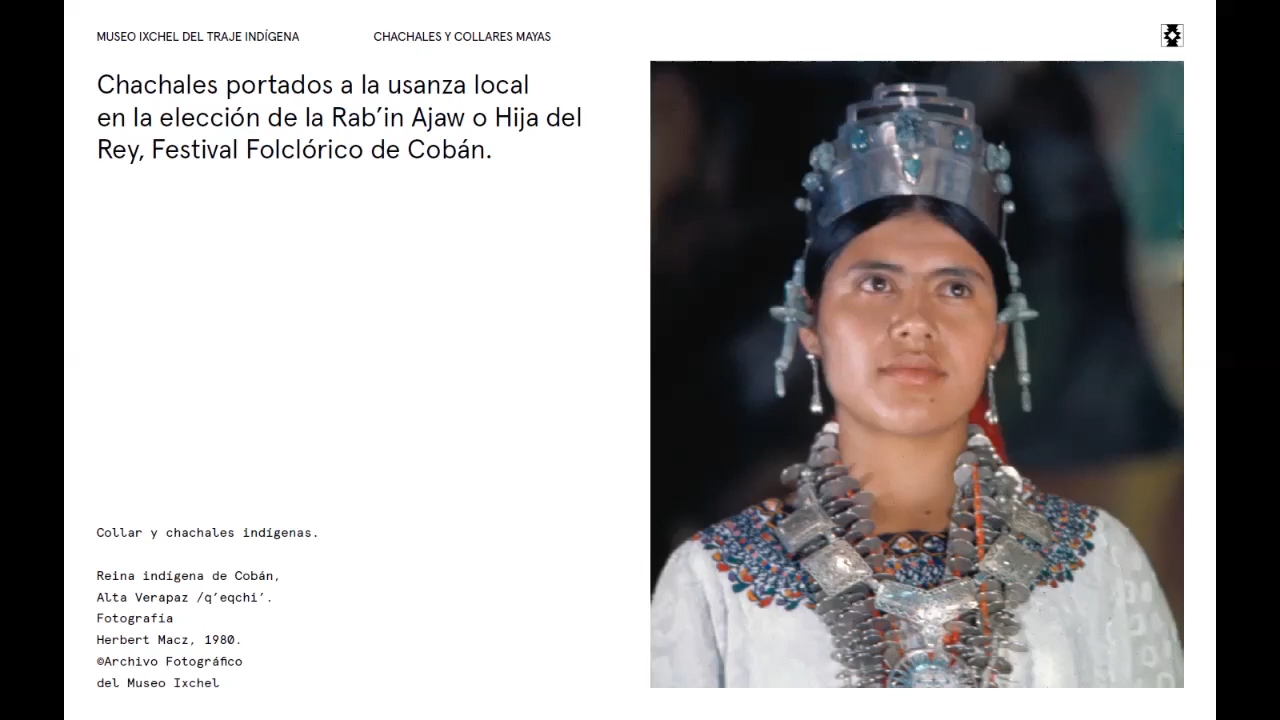 MUSEO IXCHEL DEL TRAJE INDÍGENA
CHACHALES Y COLLARES MAYAS
Chachales portados a la usanza local
en la elección de la Rab’in Ajaw o Hija del
Rey, Festival Folclórico de Cobán.
Collar y chachales indígenas.
Reina indígena de Cobán,
Alta Verapaz /q’eqchi’.
Fotografía
Herbert Macz, 1980.
©Archivo Fotográfico
del Museo Ixchel